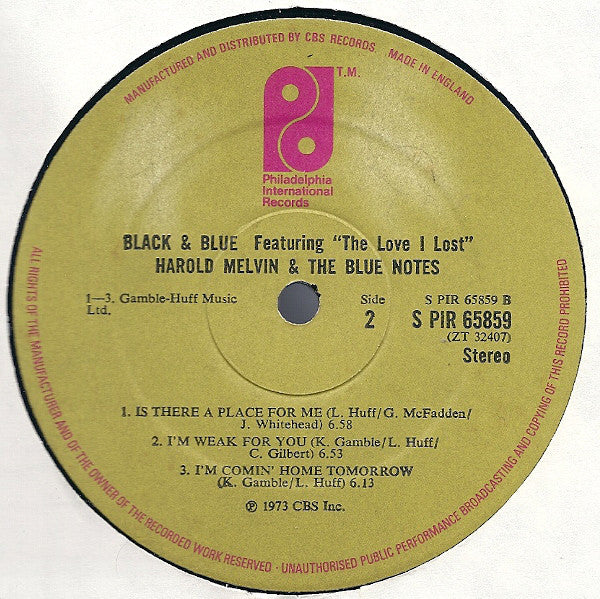 MANUFACTURED AND DISTRIBUTED BY CBS RECORDS MADE IN ENGLAND
T.M.
Philadelphia
International
Records
BLACK & BLUE Featuring "The Love I Lost"
HAROLD MELVIN & THE BLUE NOTES
1—3. Gamble-Huff Music
Ltd.
Side
2
S PIR 65859 B
S PIR 65859
(ZT 32407)
Stereo
1. IS THERE A PLACE FOR ME (L. Huff/G. McFadden/
J. Whitehead) 6.58
2. I'M WEAK FOR YOU (K. Gamble/L. Huff/
C. Gilbert) 6.53
3. I'M COMIN' HOME TOMORROW
(K. Gamble/L. Huff) 6.13
℗ 1973 CBS Inc.
ALL RIGHTS OF THE MANUFACTURER AND OF THE OWNER OF THE RECORDED WORK RESERVED · UNAUTHORISED PUBLIC PERFORMANCE BROADCASTING AND COPYING OF THIS RECORD PROHIBITED